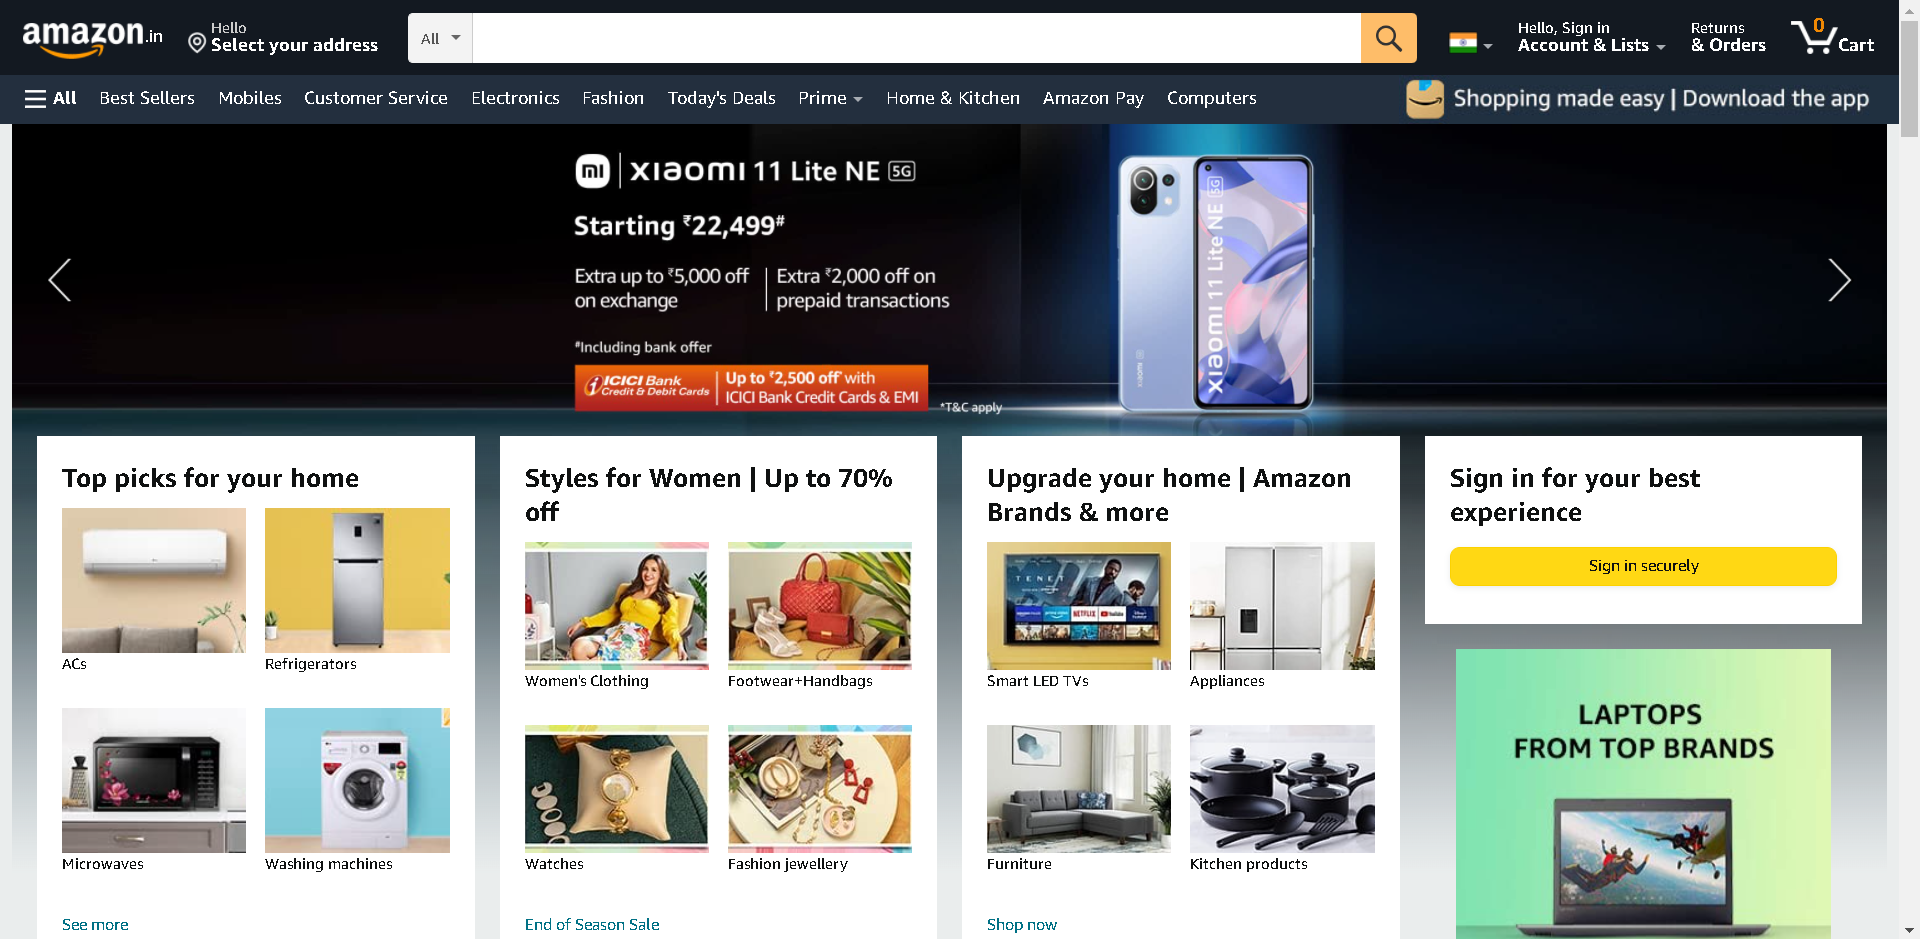 amazon.in
Hello
Select your address
All
Hello, Sign in
Account & Lists
Returns
& Orders
0
Cart
All
Best Sellers
Mobiles
Customer Service
Electronics
Fashion
Today's Deals
Prime
Home & Kitchen
Amazon Pay
Computers
Shopping made easy | Download the app
mi | xiaomi 11 Lite NE 5G
Starting ₹22,499#
Extra up to ₹5,000 off
on exchange
Extra ₹2,000 off on
prepaid transactions
#Including bank offer
ICICI Bank
Credit & Debit Cards
Up to ₹2,500 off* with
ICICI Bank Credit Cards & EMI
*T&C apply
xiaomi
xiaomi 11 Lite NE 5G
Top picks for your home
ACs
Refrigerators
Microwaves
Washing machines
See more
Styles for Women | Up to 70%
off
Women's Clothing
Footwear+Handbags
Watches
Fashion jewellery
End of Season Sale
Upgrade your home | Amazon
Brands & more
TENET
NETFLIX
YouTube
Smart LED TVs
Appliances
Furniture
Kitchen products
Shop now
Sign in for your best
experience
Sign in securely
LAPTOPS
FROM TOP BRANDS